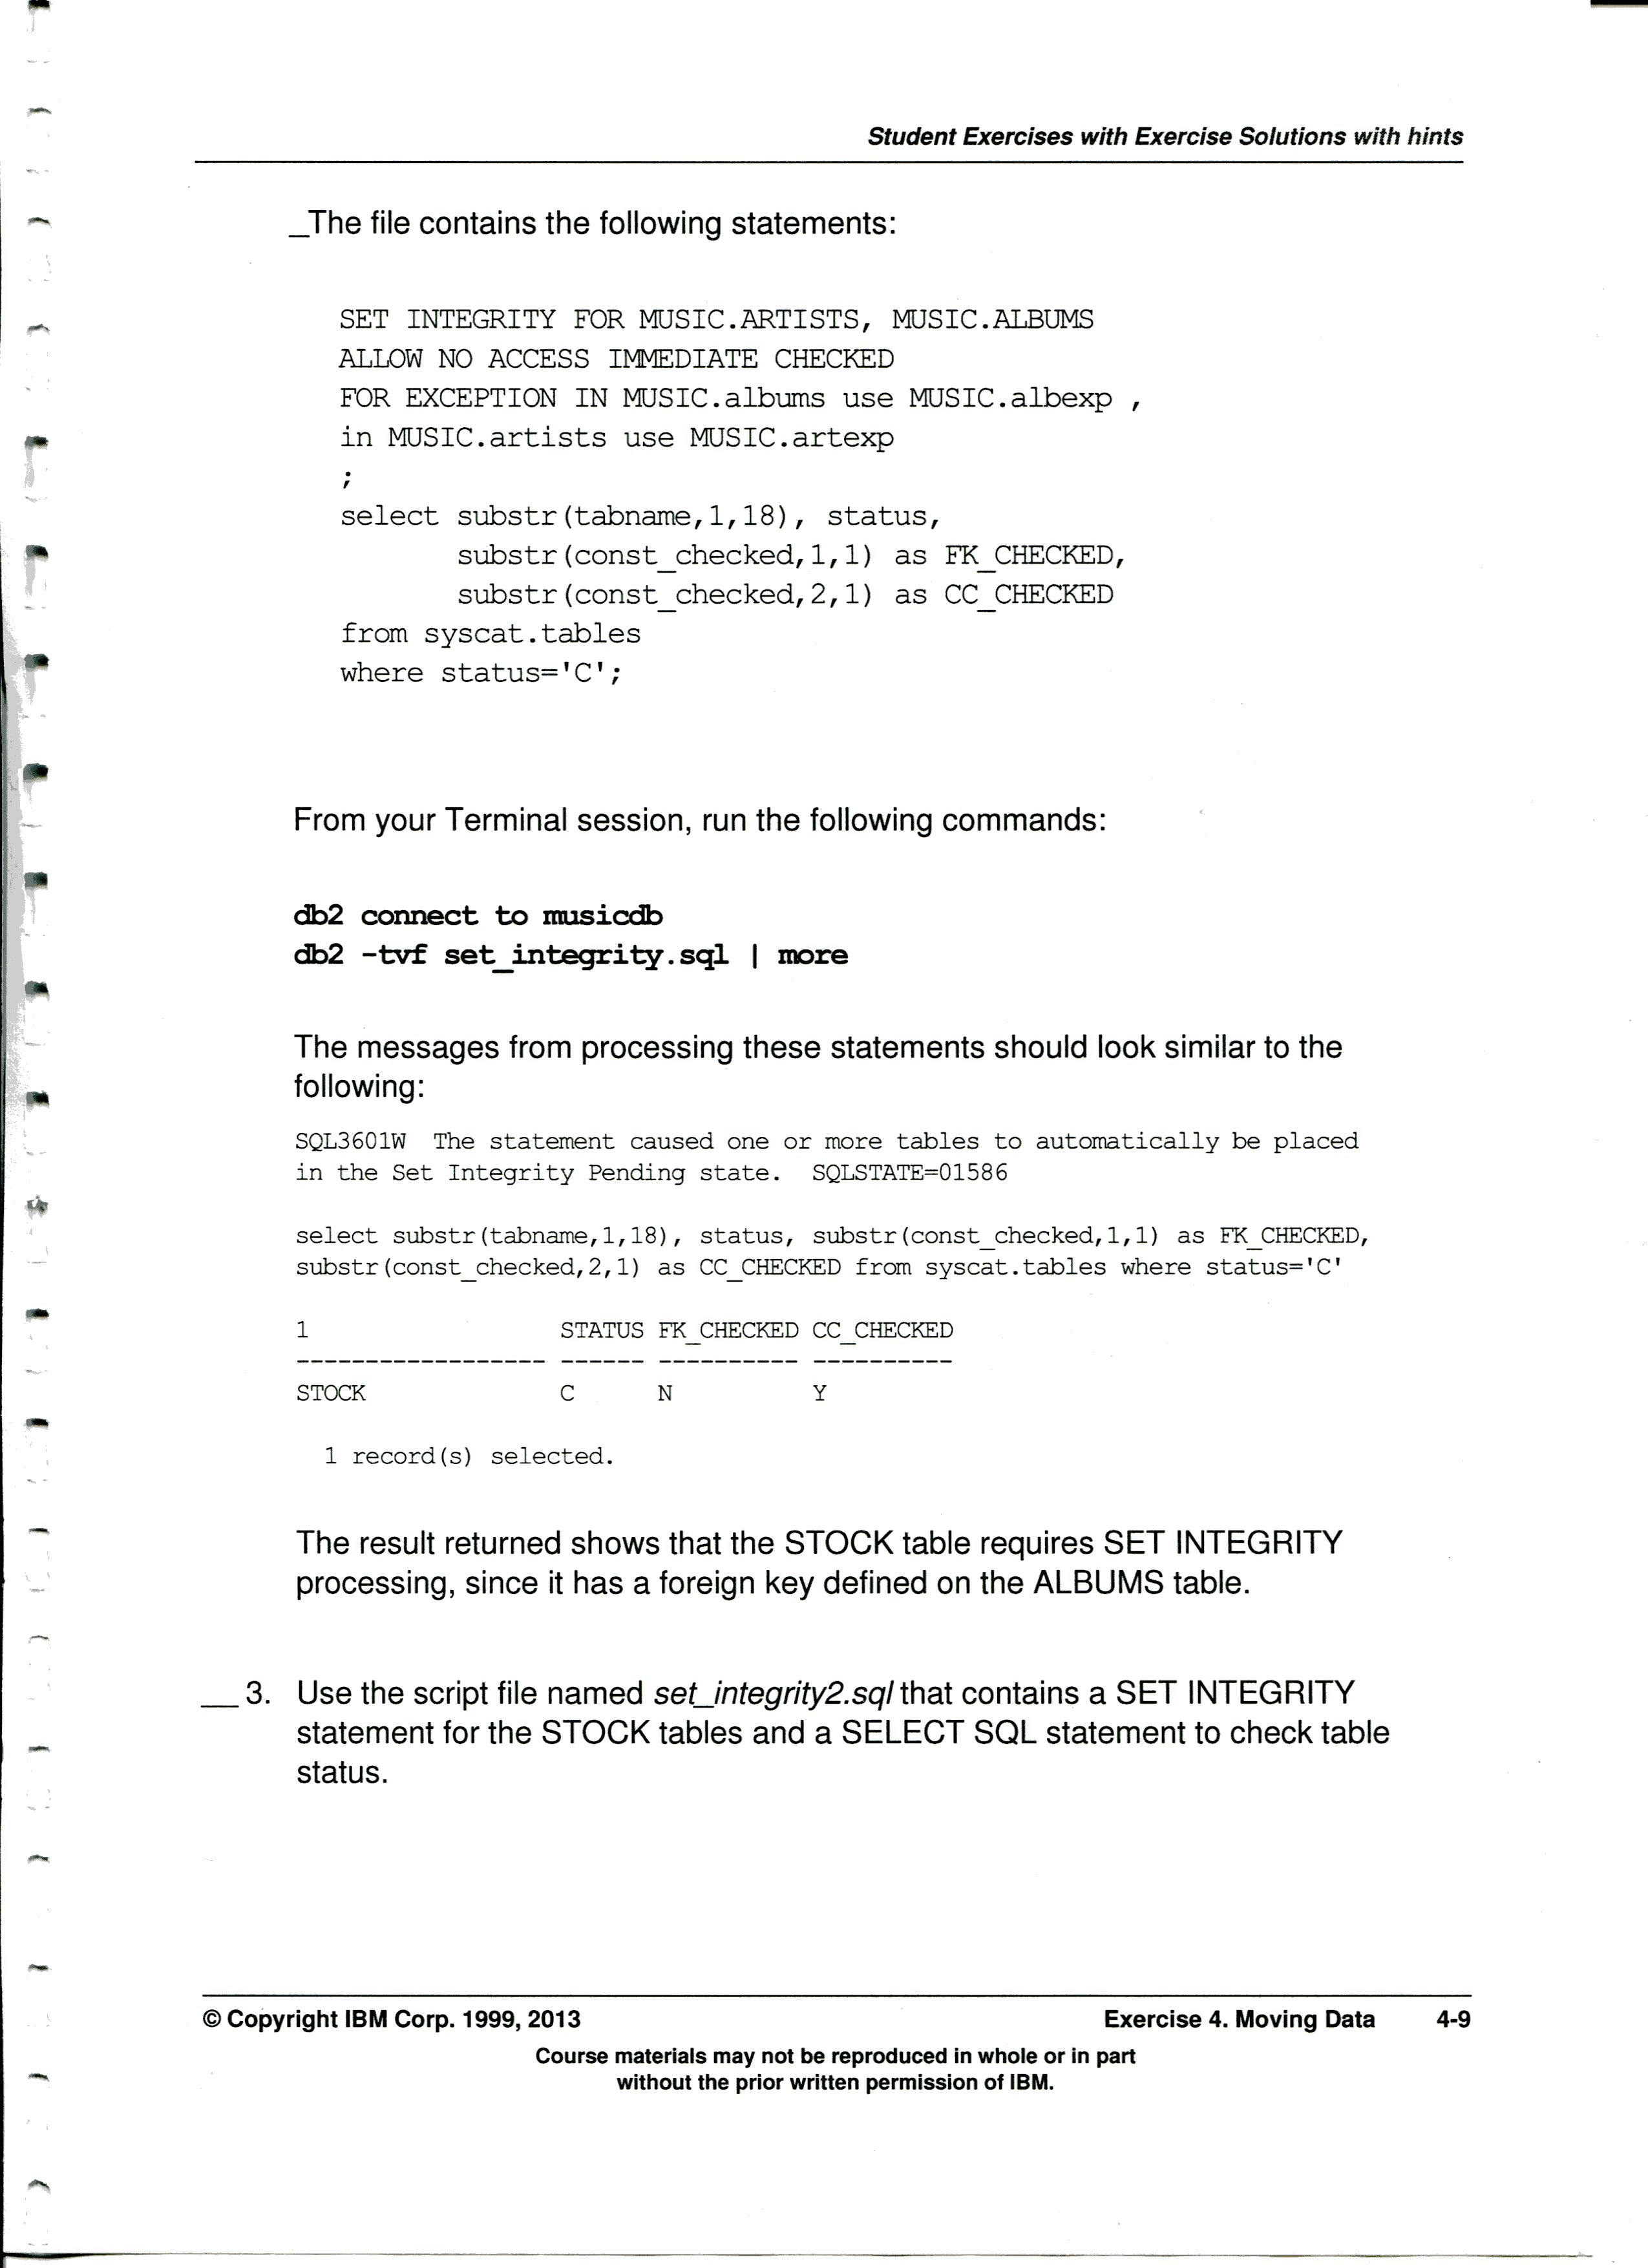 Student Exercises with Exercise Solutions with hints
_The file contains the following statements:
SET INTEGRITY FOR MUSIC.ARTISTS, MUSIC.ALBUMS
ALLOW NO ACCESS IMMEDIATE CHECKED
FOR EXCEPTION IN MUSIC.albums use MUSIC.albexp ,
in MUSIC.artists use MUSIC.artexp
;
select substr(tabname,1,18), status,
substr(const_checked,1,1) as FK_CHECKED,
substr(const_checked,2,1) as CC_CHECKED
from syscat.tables
where status='C';
From your Terminal session, run the following commands:
db2 connect to musicdb
db2 -tvf set_integrity.sql | more
The messages from processing these statements should look similar to the
following:
SQL3601W  The statement caused one or more tables to automatically be placed
in the Set Integrity Pending state.  SQLSTATE=01586
select substr(tabname,1,18), status, substr(const_checked,1,1) as FK_CHECKED,
substr(const_checked,2,1) as CC_CHECKED from syscat.tables where status='C'
1                  STATUS FK_CHECKED CC_CHECKED
------------------ ------ ---------- ----------
STOCK              C      N          Y
1 record(s) selected.
The result returned shows that the STOCK table requires SET INTEGRITY
processing, since it has a foreign key defined on the ALBUMS table.
__ 3. Use the script file named set_integrity2.sql that contains a SET INTEGRITY
statement for the STOCK tables and a SELECT SQL statement to check table
status.
© Copyright IBM Corp. 1999, 2013 Exercise 4. Moving Data 4-9
Course materials may not be reproduced in whole or in part
without the prior written permission of IBM.